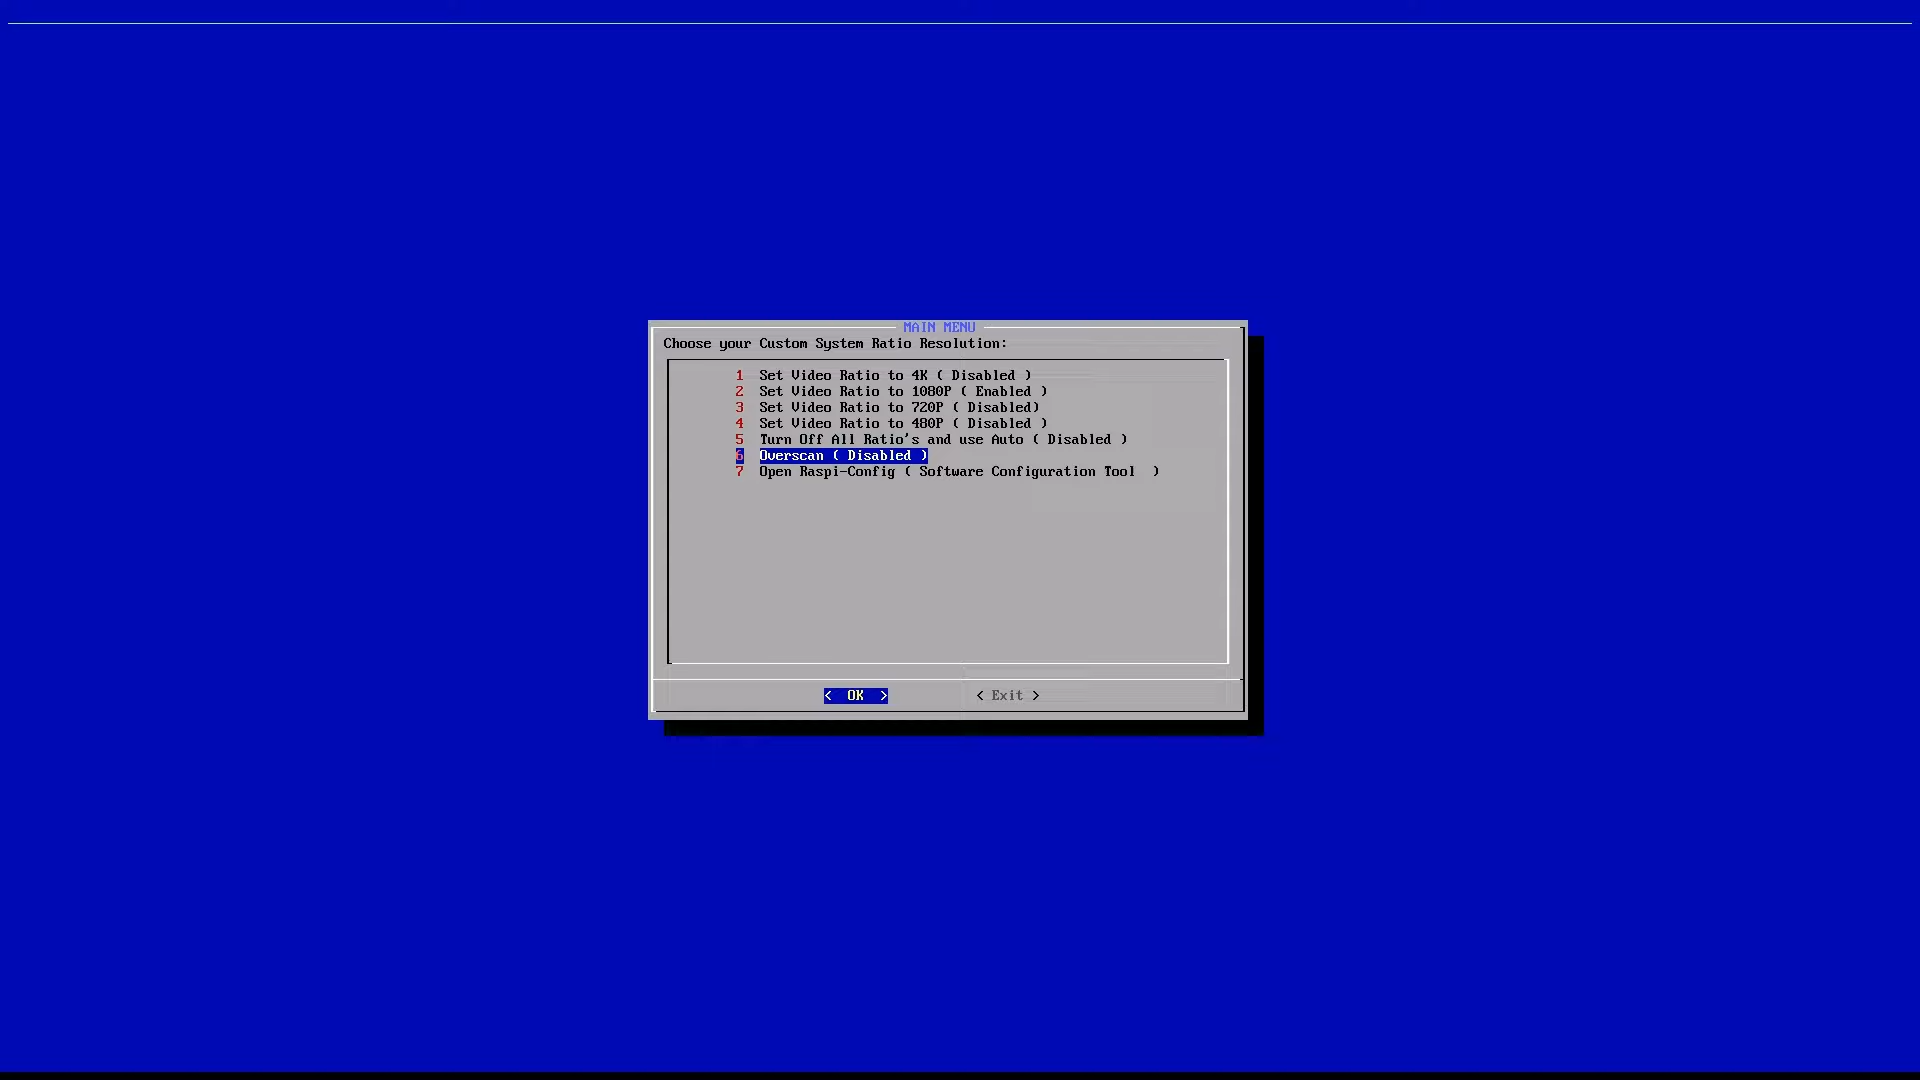 MAIN MENU
Choose your Custom System Ratio Resolution:
1 Set Video Ratio to 4K ( Disabled )
2 Set Video Ratio to 1080P ( Enabled )
3 Set Video Ratio to 720P ( Disabled)
4 Set Video Ratio to 480P ( Disabled )
5 Turn Off All Ratio's and use Auto ( Disabled )
6 Overscan ( Disabled )
7 Open Raspi-Config ( Software Configuration Tool )
< OK > < Exit >